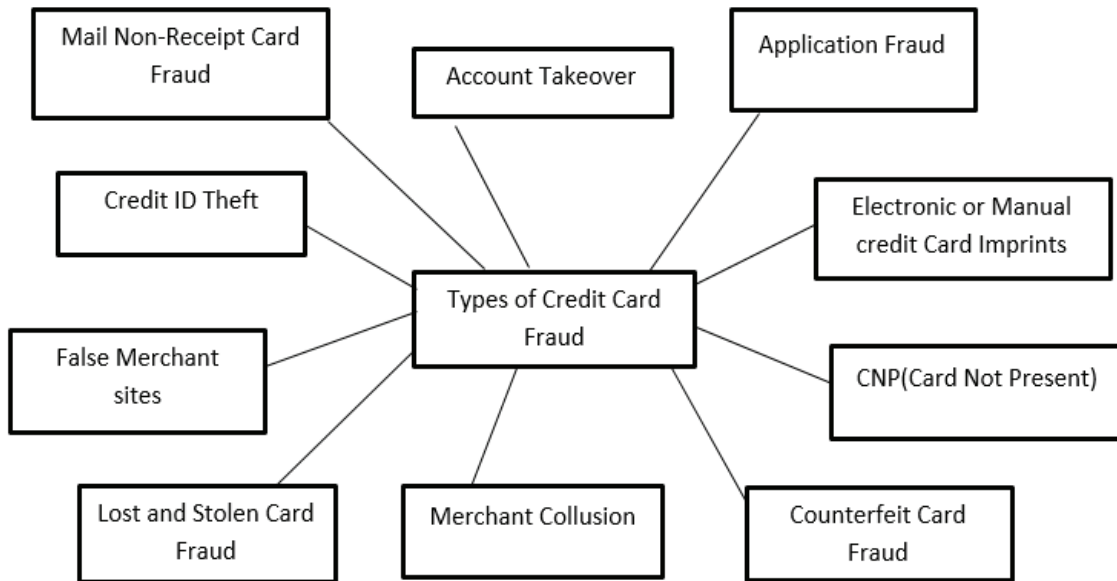 Mail Non-Receipt Card
Fraud
Account Takeover
Application Fraud
Credit ID Theft
Electronic or Manual
credit Card Imprints
Types of Credit Card
Fraud
False Merchant
sites
CNP(Card Not Present)
Lost and Stolen Card
Fraud
Merchant Collusion
Counterfeit Card
Fraud